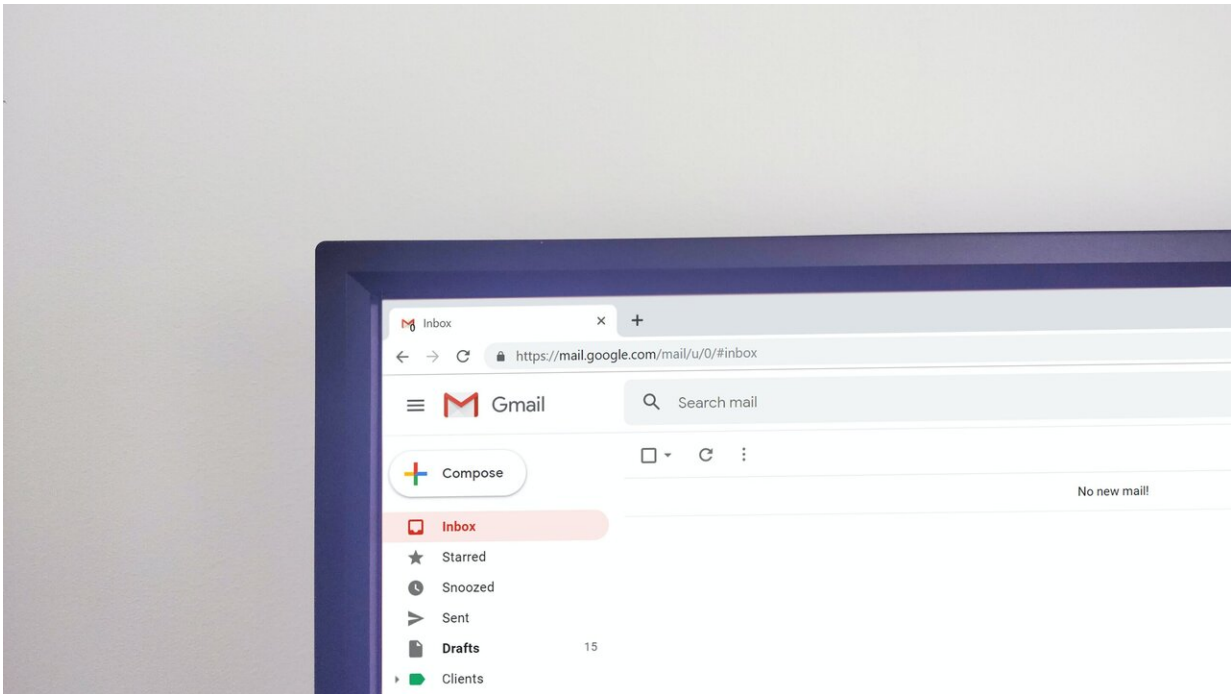 Inbox
https://mail.google.com/mail/u/0/#inbox
Gmail
Search mail
Compose
No new mail!
Inbox
Starred
Snoozed
Sent
Drafts 15
Clients